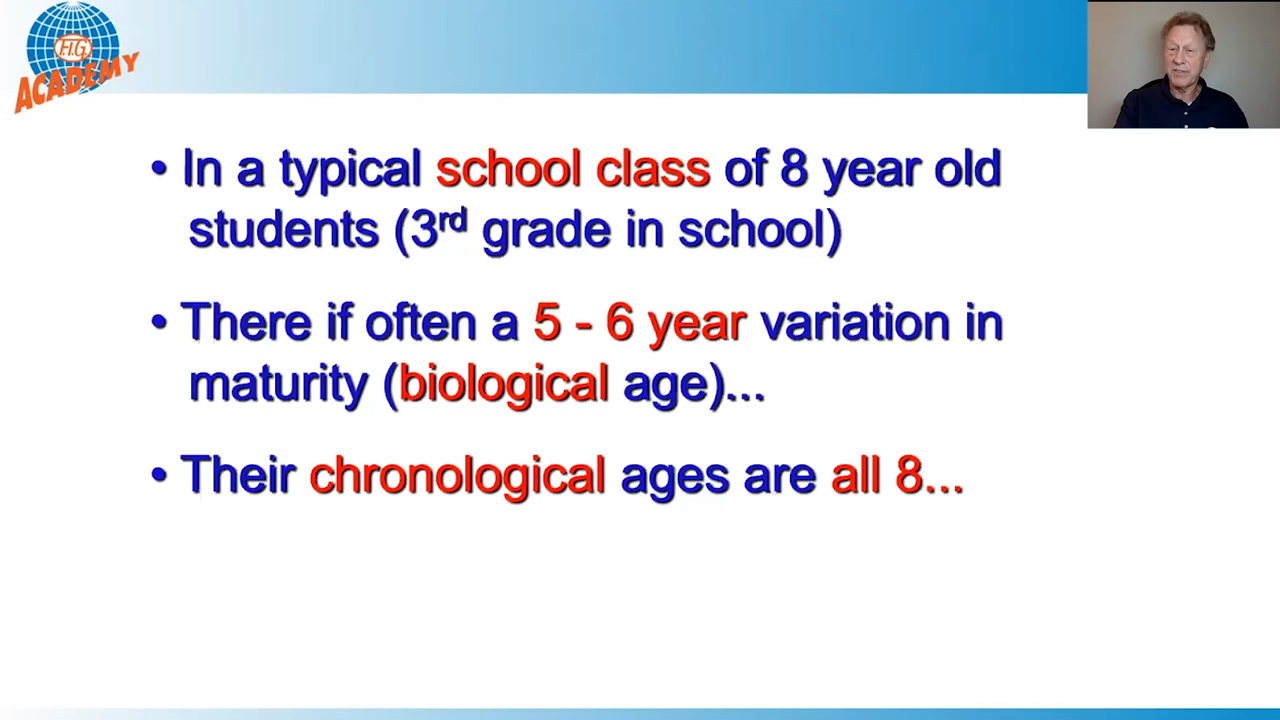 F.I.G.
ACADEMY
• In a typical school class of 8 year old
students (3rd grade in school)
• There if often a 5 - 6 year variation in
maturity (biological age)...
• Their chronological ages are all 8...